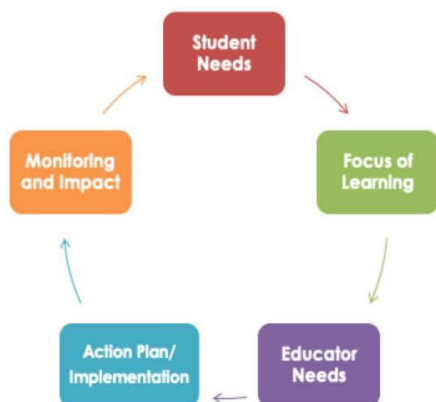 Student
Needs
Focus of
Learning
Educator
Needs
Action Plan/
Implementation
Monitoring
and Impact